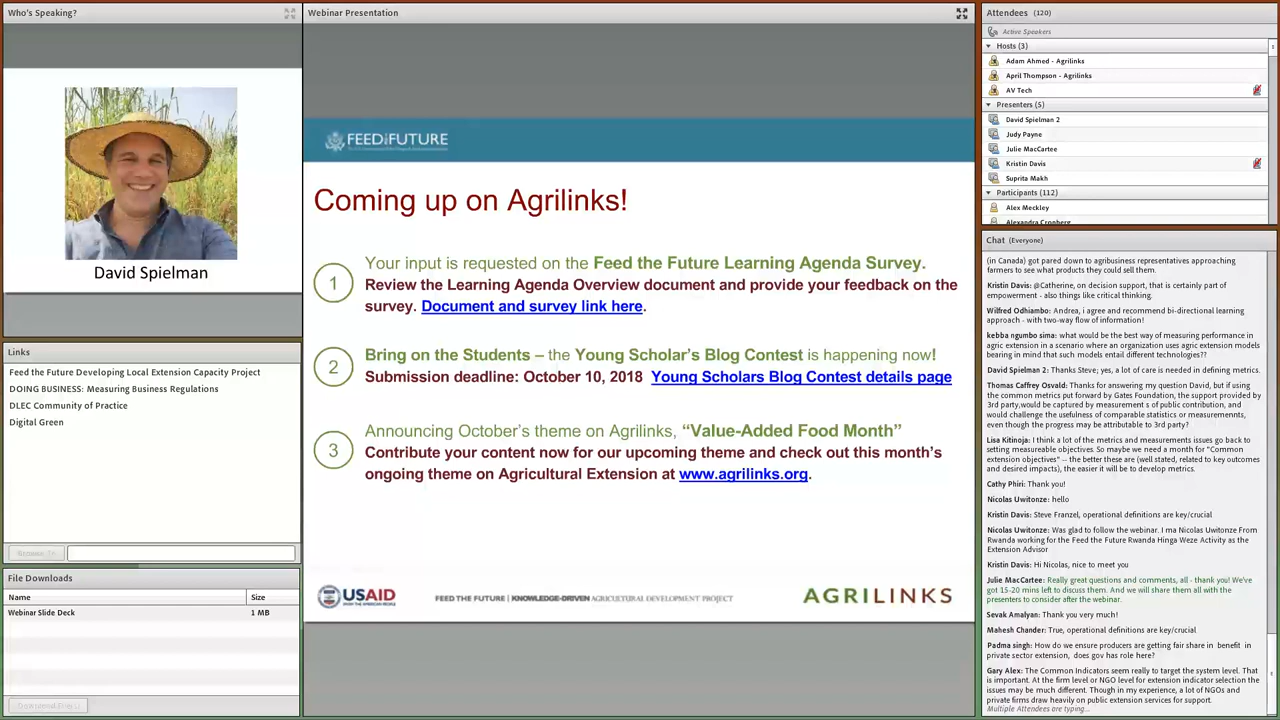 Who's Speaking?
David Spielman
Links
Feed the Future Developing Local Extension Capacity Project
DOING BUSINESS: Measuring Business Regulations
DLEC Community of Practice
Digital Green
File Downloads
Name Size
Webinar Slide Deck 1 MB
Webinar Presentation
FEED THE FUTURE
Coming up on Agrilinks!
1
Your input is requested on the Feed the Future Learning Agenda Survey.
Review the Learning Agenda Overview document and provide your feedback on the
survey. Document and survey link here.
2
Bring on the Students – the Young Scholar's Blog Contest is happening now!
Submission deadline: October 10, 2018 Young Scholars Blog Contest details page
3
Announcing October's theme on Agrilinks, “Value-Added Food Month”
Contribute your content now for our upcoming theme and check out this month's
ongoing theme on Agricultural Extension at www.agrilinks.org.
USAID
FROM THE AMERICAN PEOPLE
FEED THE FUTURE | KNOWLEDGE-DRIVEN AGRICULTURAL DEVELOPMENT PROJECT
AGRILINKS
Attendees (120)
Active Speakers
Hosts (3)
Adam Ahmed - Agrilinks
April Thompson - Agrilinks
AV Tech
Presenters (5)
David Spielman 2
Judy Payne
Julie MacCartee
Kristin Davis
Suprita Makh
Participants (112)
Alex Meckley
Alexandra Cronberg
Chat (Everyone)
(in Canada) got pared down to agribusiness representatives approaching
farmers to see what products they could sell them.
Kristin Davis: @Catherine, on decision support, that is certainly part of
empowerment - also things like critical thinking.
Wilfred Odhiambo: Andrea, i agree and recommend bi-directional learning
approach - with two-way flow of information!
kebba ngumbo sima: what would be the best way of measuring performance in
agric extension in a scenario where an organization uses agric extension models
bearing in mind that such models entail different technologies??
David Spielman 2: Thanks Steve; yes, a lot of care is needed in defining metrics.
Thomas Caffrey Osvald: Thanks for answering my question David, but if using
the common metrics put forward by Gates Foundation, the support provided by
3rd party,would be captured by measurement s of public contribution, and
would challenge the usefulness of comparable statistics or measurememnts,
even though the progress may be attributable to 3rd party?
Lisa Kitinoja: I think a lot of the metrics and measurements issues go back to
setting measureable objectives. So maybe we need a month for "Common
extension objectives" -- the better these are (well stated, related to key outcomes
and desired impacts), the easier it will be to develop metrics.
Cathy Phiri: Thank you!
Nicolas Uwitonze: hello
Kristin Davis: Steve Franzel, operational definitions are key/crucial
Nicolas Uwitonze: Was glad to follow the webinar. I ma Nicolas Uwitonze From
Rwanda working for the Feed the Future Rwanda Hinga Weze Activity as the
Extension Advisor
Kristin Davis: Hi Nicolas, nice to meet you
Julie MacCartee: Really great questions and comments, all - thank you! We've
got 15-20 mins left to discuss them. And we will share them all with the
presenters to consider after the webinar.
Sevak Amalyan: Thank you very much!
Mahesh Chander: True, operational definitions are key/crucial
Padma singh: How do we ensure producers are getting fair share in benefit in
private sector extension, does gov has role here?
Gary Alex: The Common Indicators seem really to target the system level. That
is important. At the firm level or NGO level for extension indicator selection the
issues may be much different. Though in my experience, a lot of NGOs and
private firms draw heavily on public extension services for support.
Multiple Attendees are typing...